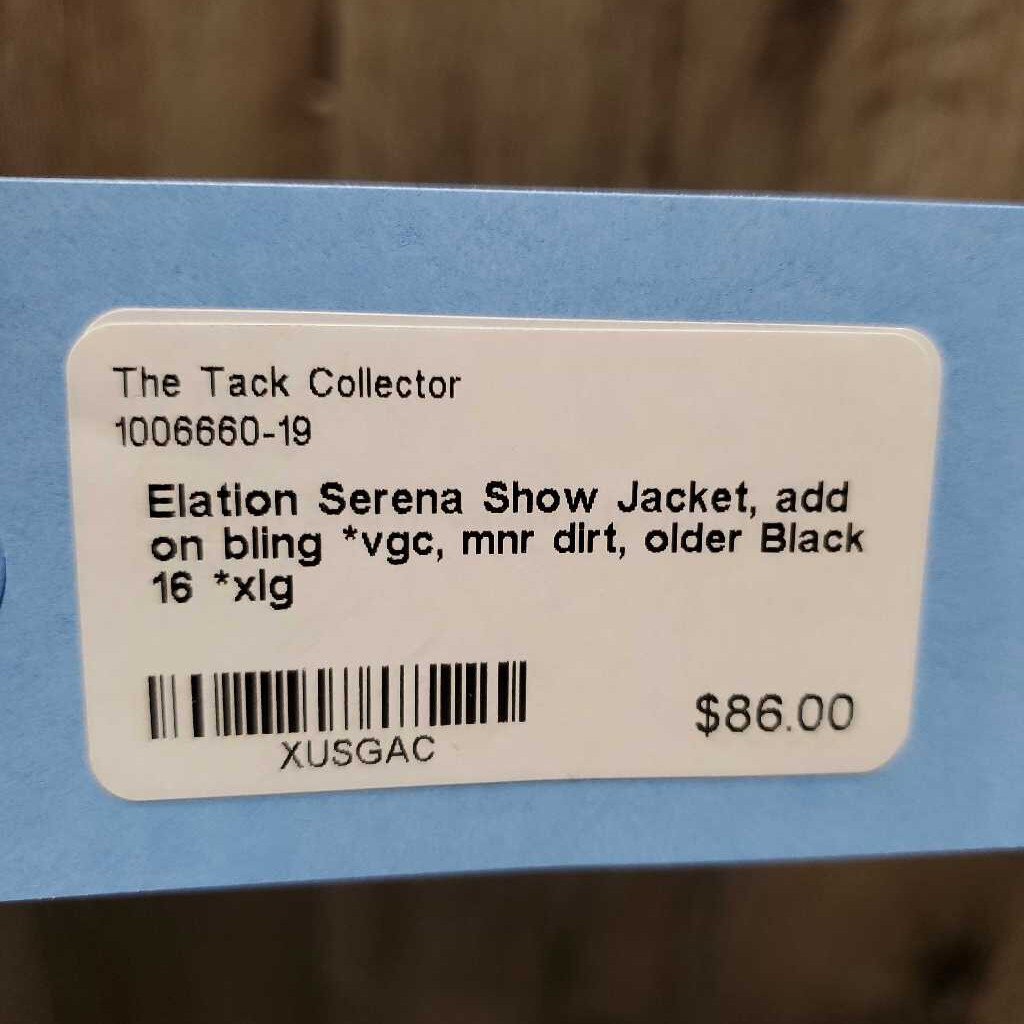 The Tack Collector
1006660-19
Elation Serena Show Jacket, add
on bling *vgc, mnr dirt, older Black
16 *xlg
XUSGAC
$86.00